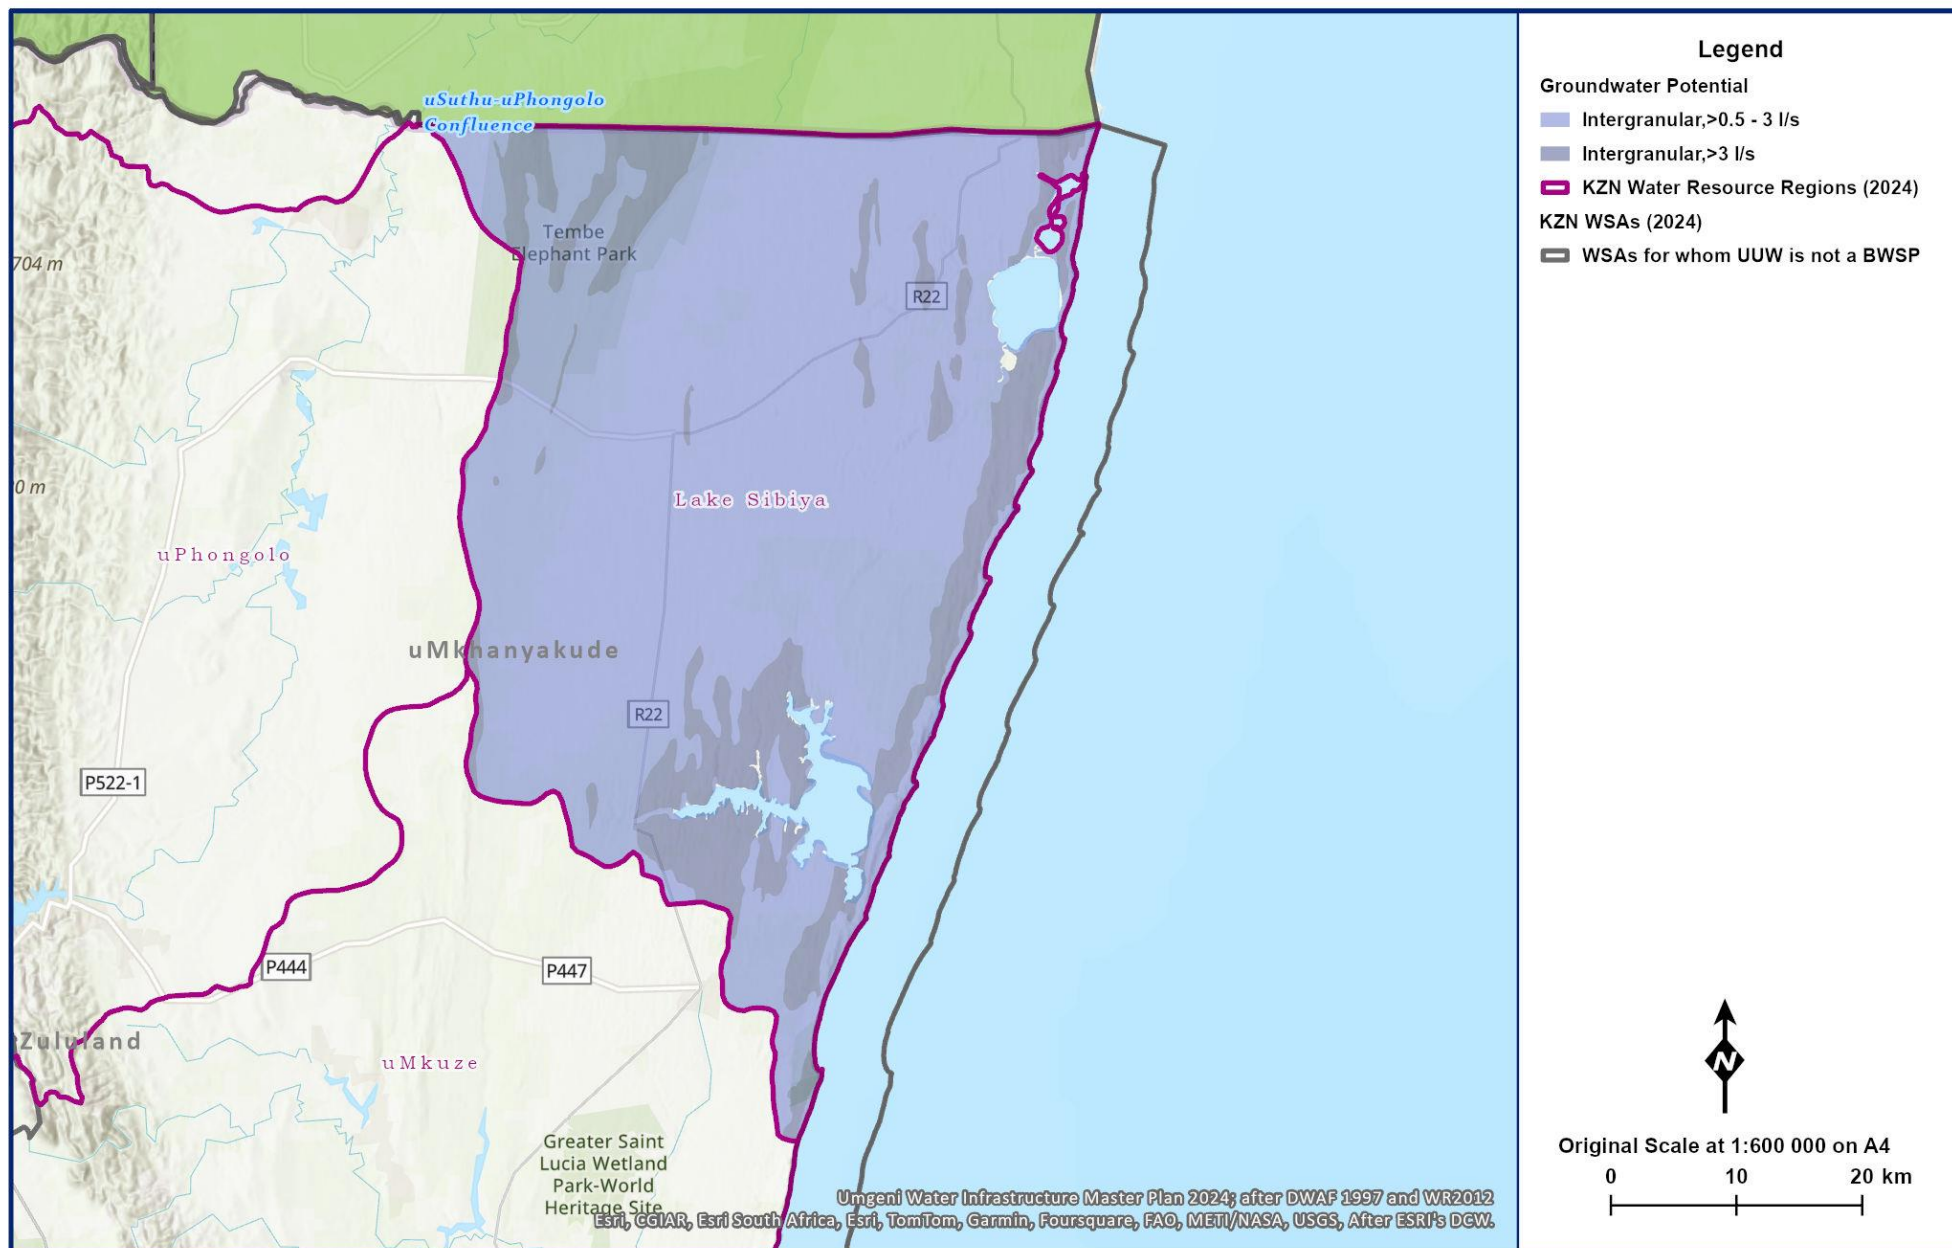 uSuthu-uPhongolo
Confluence
704 m
Tembe
Elephant Park
R22
0 m
Lake Sibiya
uPhongolo
uMkhanyakude
R22
P522-1
P444
P447
Zululand
uMkuze
Greater Saint
Lucia Wetland
Park-World
Heritage Site
Umgeni Water Infrastructure Master Plan 2024; after DWAF 1997 and WR2012
Esri, CGIAR, Esri South Africa, Esri, TomTom, Garmin, Foursquare, FAO, METI/NASA, USGS, After ESRI's DCW.
Legend
Groundwater Potential
Intergranular,>0.5 - 3 l/s
Intergranular,>3 l/s
KZN Water Resource Regions (2024)
KZN WSAs (2024)
WSAs for whom UUW is not a BWSP
N
Original Scale at 1:600 000 on A4
0 10 20 km